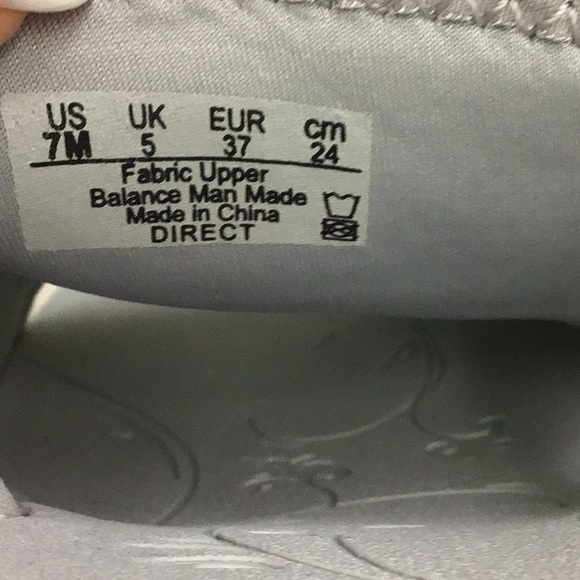 US UK EUR cm
7M 5 37 24
Fabric Upper
Balance Man Made
Made in China
DIRECT